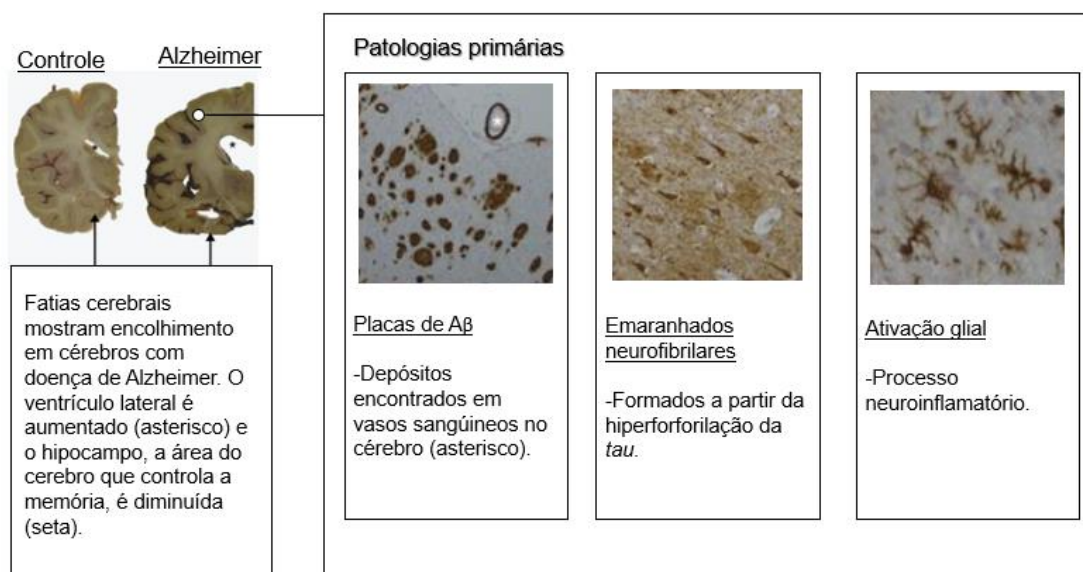 Controle
Alzheimer
Fatias cerebrais
mostram encolhimento
em cérebros com
doença de Alzheimer. O
ventrículo lateral é
aumentado (asterisco) e
o hipocampo, a área do
cerebro que controla a
memória, é diminuída
(seta).
Patologias primárias
Placas de Aβ
-Depósitos
encontrados em
vasos sangúineos no
cérebro (asterisco).
Emaranhados
neurofibrilares
-Formados a partir da
hiperforforilação da
tau.
Ativação glial
-Processo
neuroinflamatório.